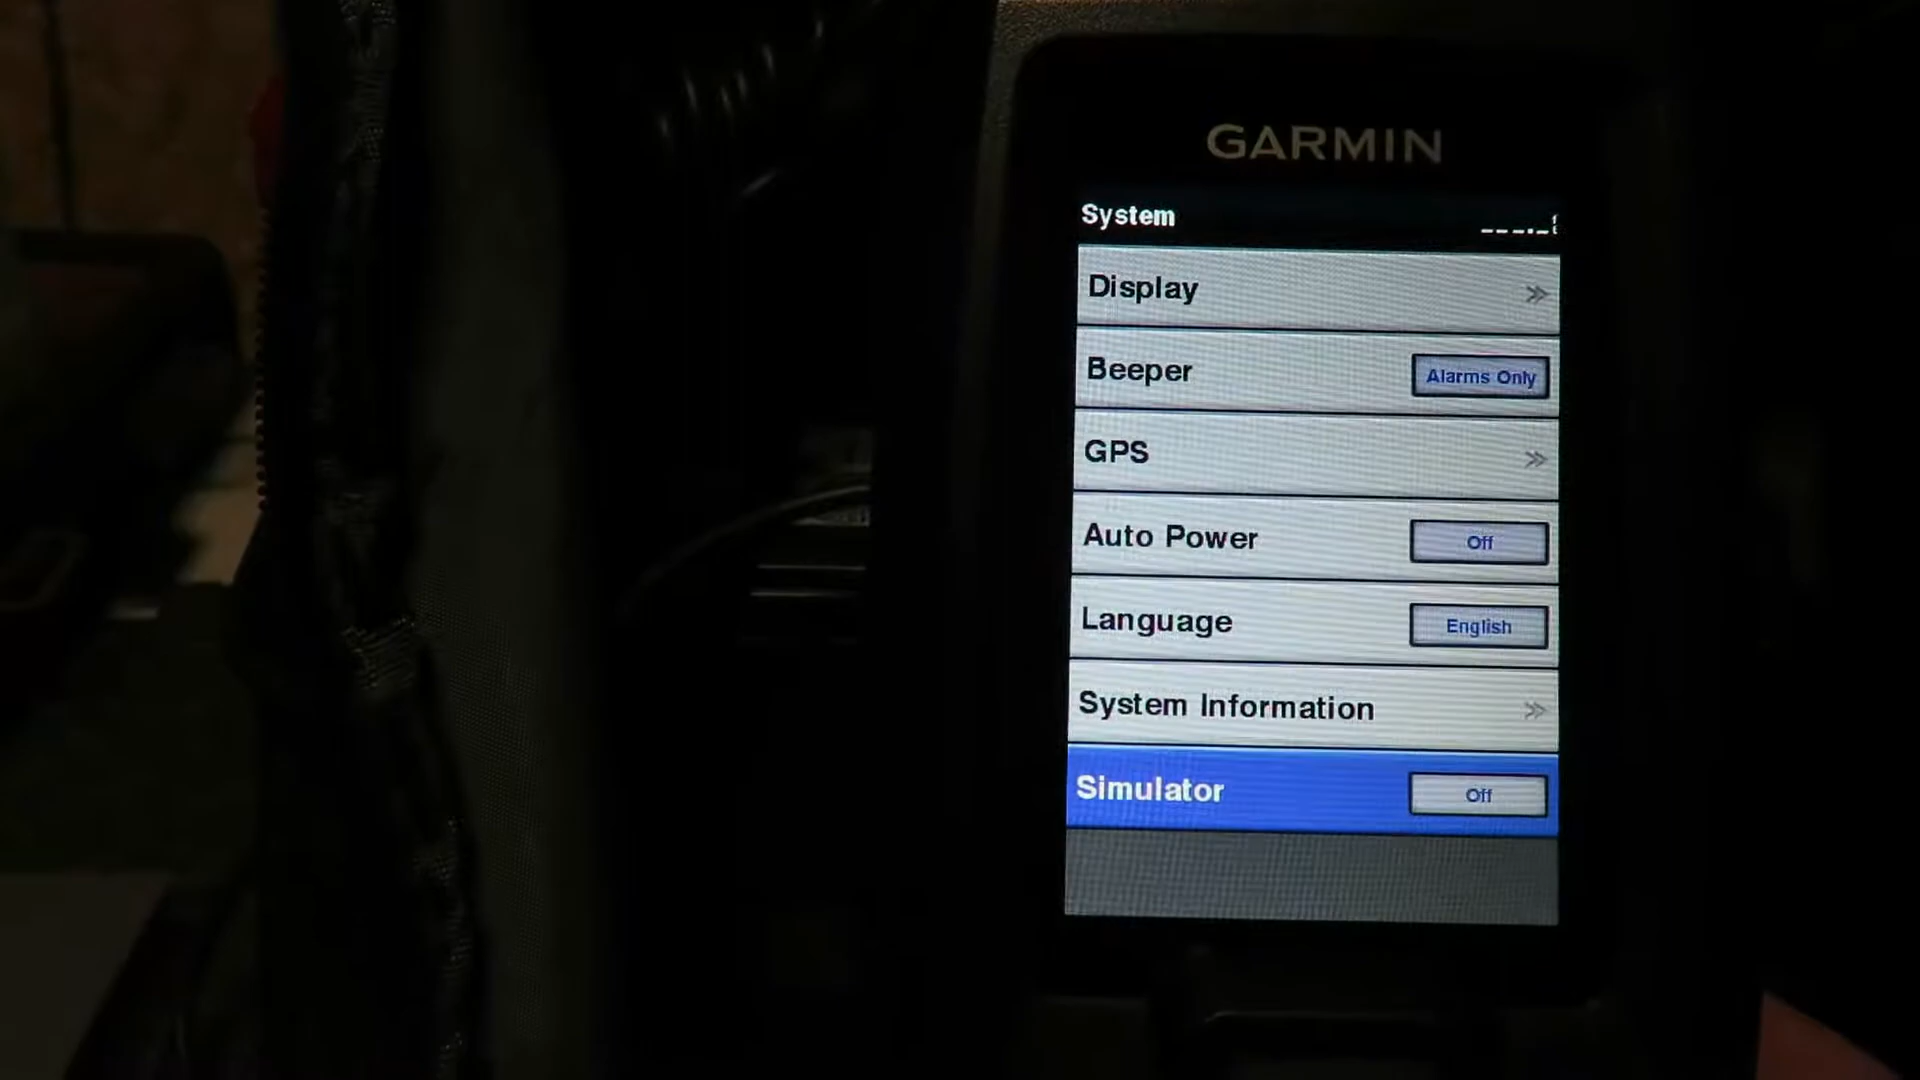 GARMIN
System
Display
Beeper Alarms Only
GPS
Auto Power Off
Language English
System Information
Simulator Off